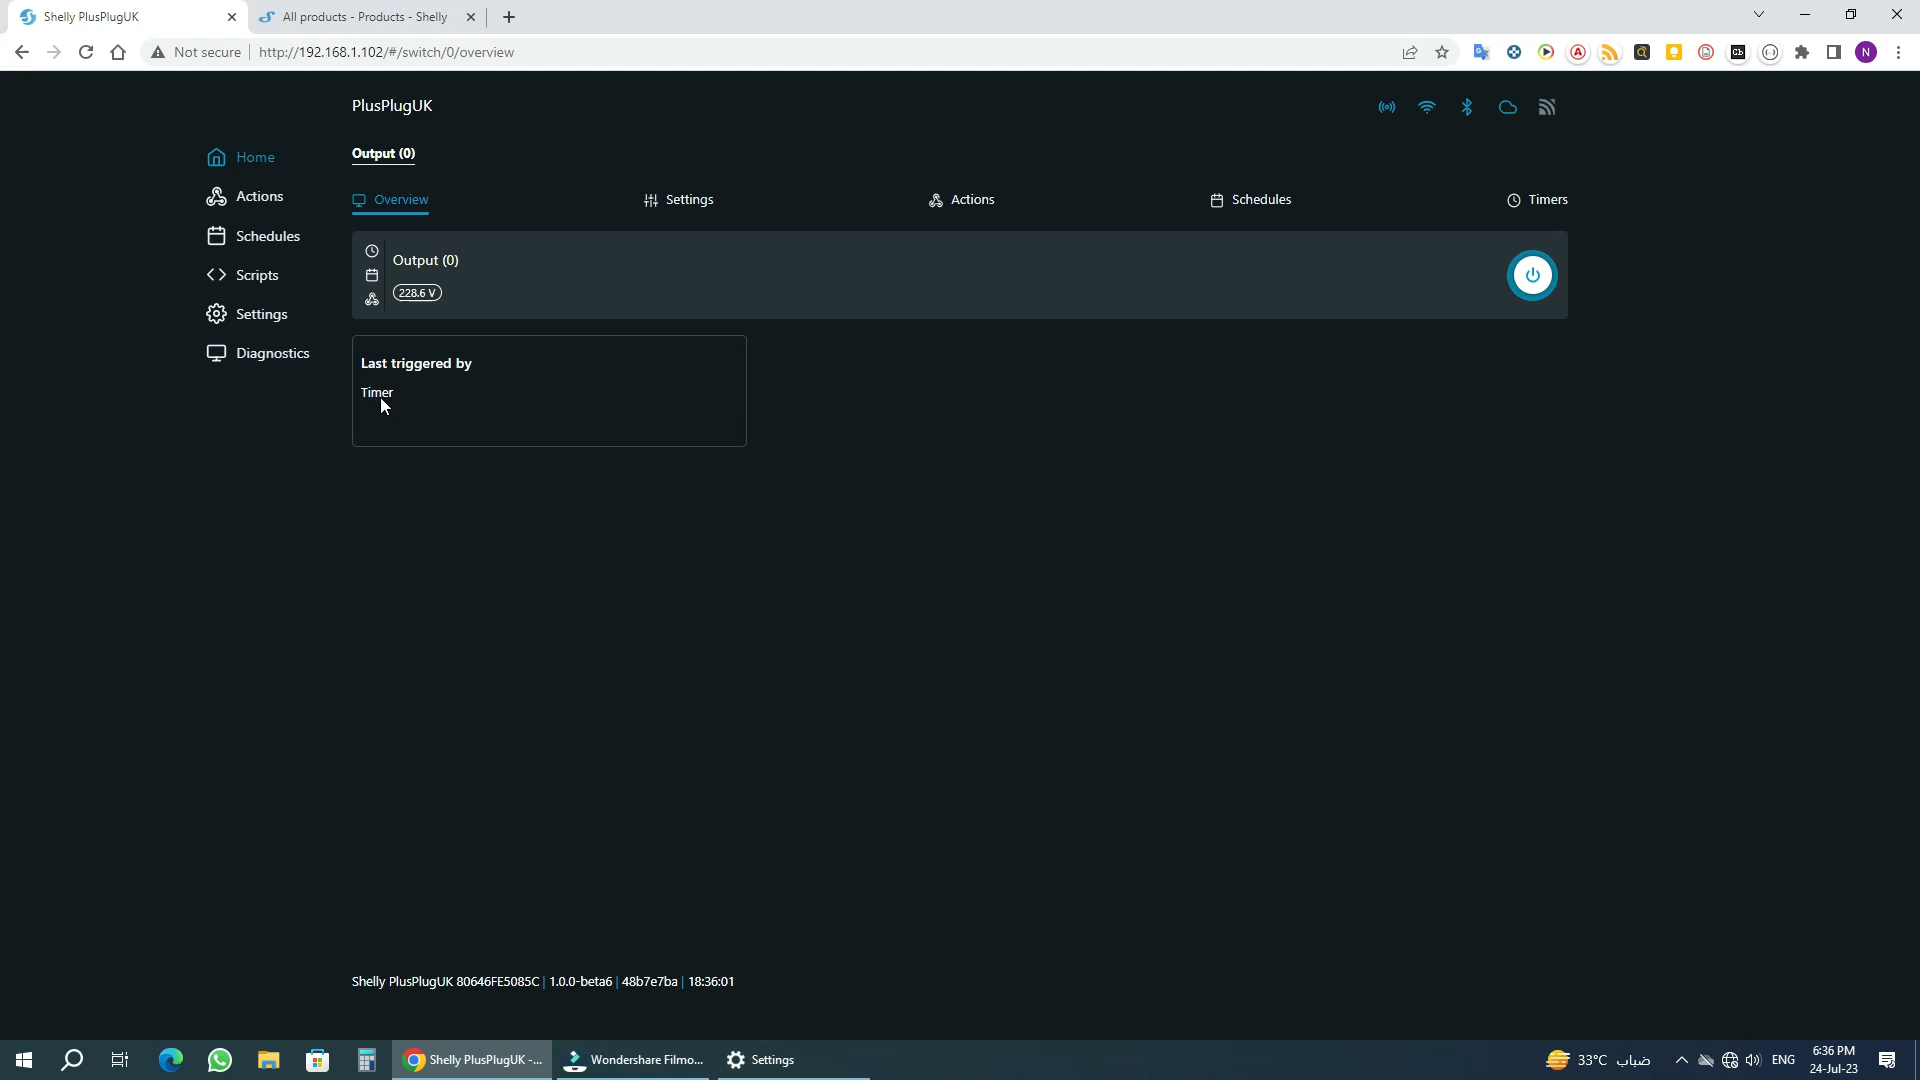 Shelly PlusPlugUK
All products - Products - Shelly
Not secure
http://192.168.1.102/#/switch/0/overview
N
PlusPlugUK
Output (0)
Home
Actions
Schedules
Scripts
Settings
Diagnostics
Overview
Settings
Actions
Schedules
Timers
Output (0)
228.6 V
Last triggered by
Timer
Shelly PlusPlugUK 80646FE5085C | 1.0.0-beta6 | 48b7e7ba | 18:36:01
Shelly PlusPlugUK -...
Wondershare Filmo...
Settings
33°C ضباب
ENG
6:36 PM
24-Jul-23